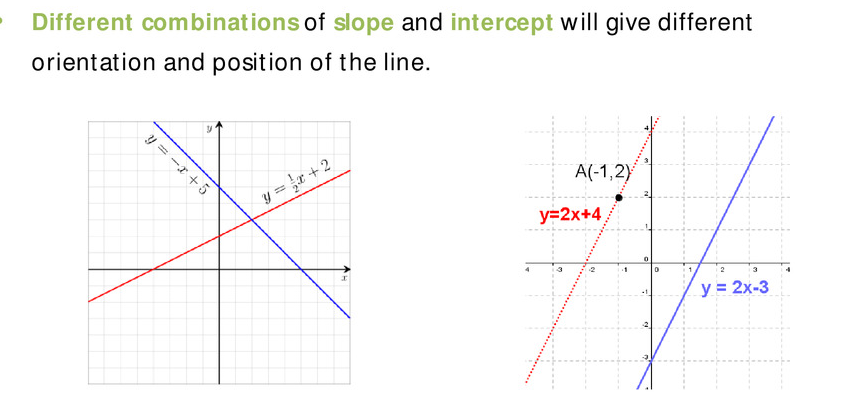 Different combinations of slope and intercept will give different
orientation and position of the line.
y
y = -x + 5
y = 1/2 x + 2
x
4
3
A(-1,2)
2
y=2x+4
1
0
4 -3 -2 -1 0 1 2 3 4
-1
y = 2x-3
-2
-3